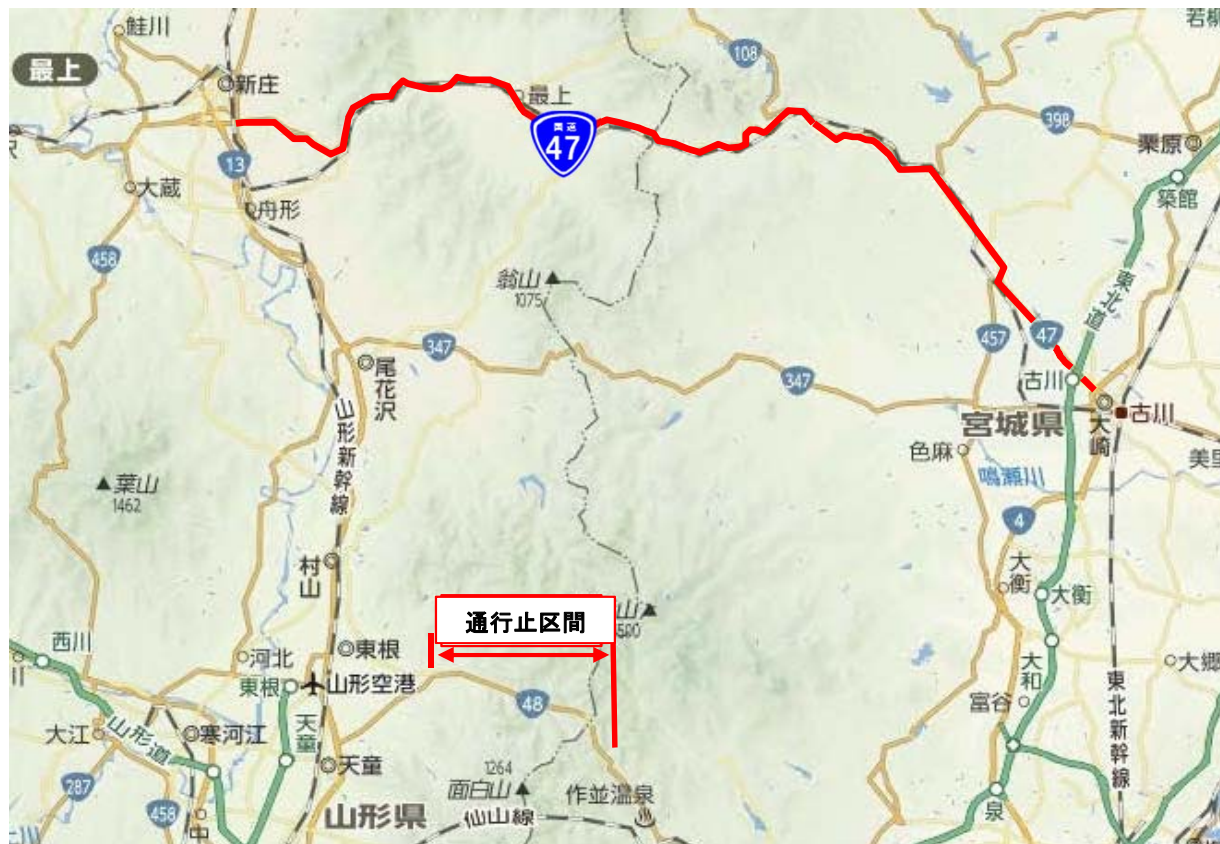 鮭川
若柳
最上
新庄
最上
108
国道
47
398
栗原
13
大蔵
舟形
築館
458
翁山
1075
東北道
347
尾花沢
457
47
347
古川
古川
宮城県
大崎
山形新幹線
色麻
美里
鳴瀬川
葉山
1462
4
村山
大衡
大衡
通行止区間
山
1500
西川
河北
東根
大和
大郷
東根
山形空港
48
富谷
東北新幹線
大江
山形道
寒河江
天童
天童
1264
面白山
作並温泉
287
458
山形県
仙山線
泉
中